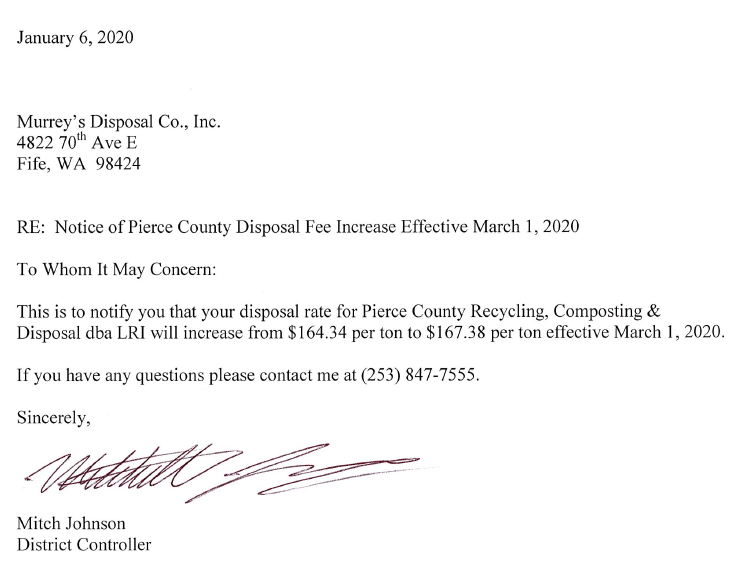 January 6, 2020
Murrey's Disposal Co., Inc.
4822 70th Ave E
Fife, WA 98424
RE: Notice of Pierce County Disposal Fee Increase Effective March 1, 2020
To Whom It May Concern:
This is to notify you that your disposal rate for Pierce County Recycling, Composting &
Disposal dba LRI will increase from $164.34 per ton to $167.38 per ton effective March 1, 2020.
If you have any questions please contact me at (253) 847-7555.
Sincerely,
Mitch Johnson
District Controller